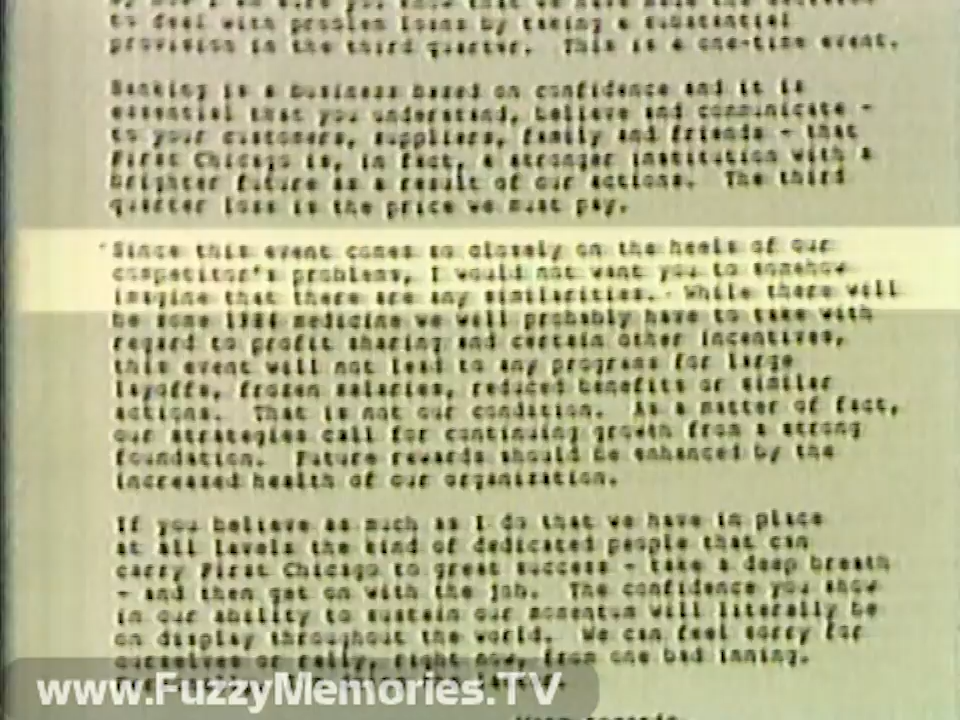 to deal with problem loans by taking a substantial
provision in the third quarter. This is a one-time event.
Banking is a business based on confidence and it is
essential that you understand, believe and communicate -
to your customers, suppliers, family and friends - that
First Chicago is, in fact, a stronger institution with a
brighter future as a result of our actions. The third
quarter loss is the price we must pay.
Since this event comes so closely on the heels of our
competitor's problems, I would not want you to somehow
imagine that there are any similarities. While there will
be some 1984 medicine we will probably have to take with
regard to profit sharing and certain other incentives,
this event will not lead to any programs for large
layoffs, frozen salaries, reduced benefits or similar
actions. That is not our condition. As a matter of fact,
our strategies call for continuing growth from a strong
foundation. Future rewards should be enhanced by the
increased health of our organization.
If you believe as much as I do that we have in place
at all levels the kind of dedicated people that can
carry First Chicago to great success - take a deep breath
- and then get on with the job. The confidence you show
in our ability to sustain our momentum will literally be
on display throughout the world. We can feel sorry for
ourselves or rally, right now, from one bad inning.
www.FuzzyMemories.TV